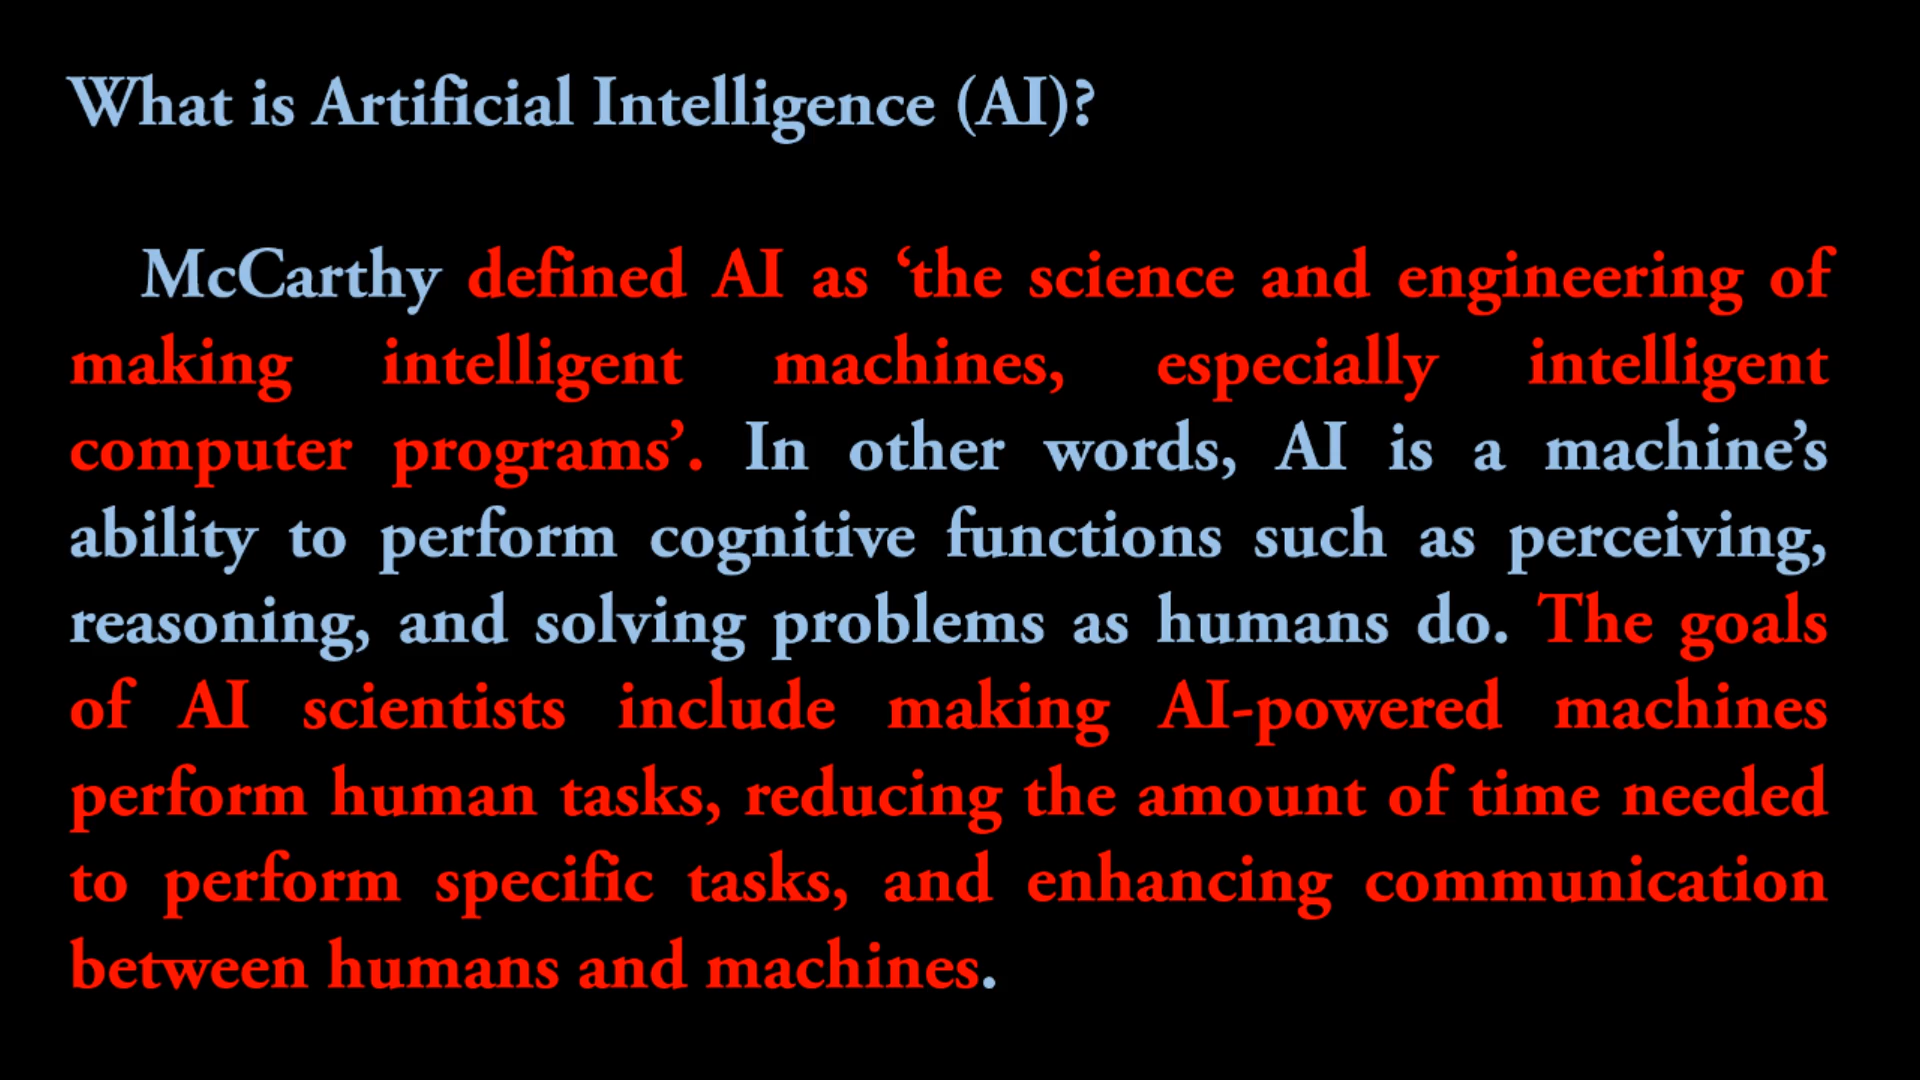 What is Artificial Intelligence (AI)?
McCarthy defined AI as ‘the science and engineering of
making intelligent machines, especially intelligent
computer programs’. In other words, AI is a machine’s
ability to perform cognitive functions such as perceiving,
reasoning, and solving problems as humans do. The goals
of AI scientists include making AI-powered machines
perform human tasks, reducing the amount of time needed
to perform specific tasks, and enhancing communication
between humans and machines.